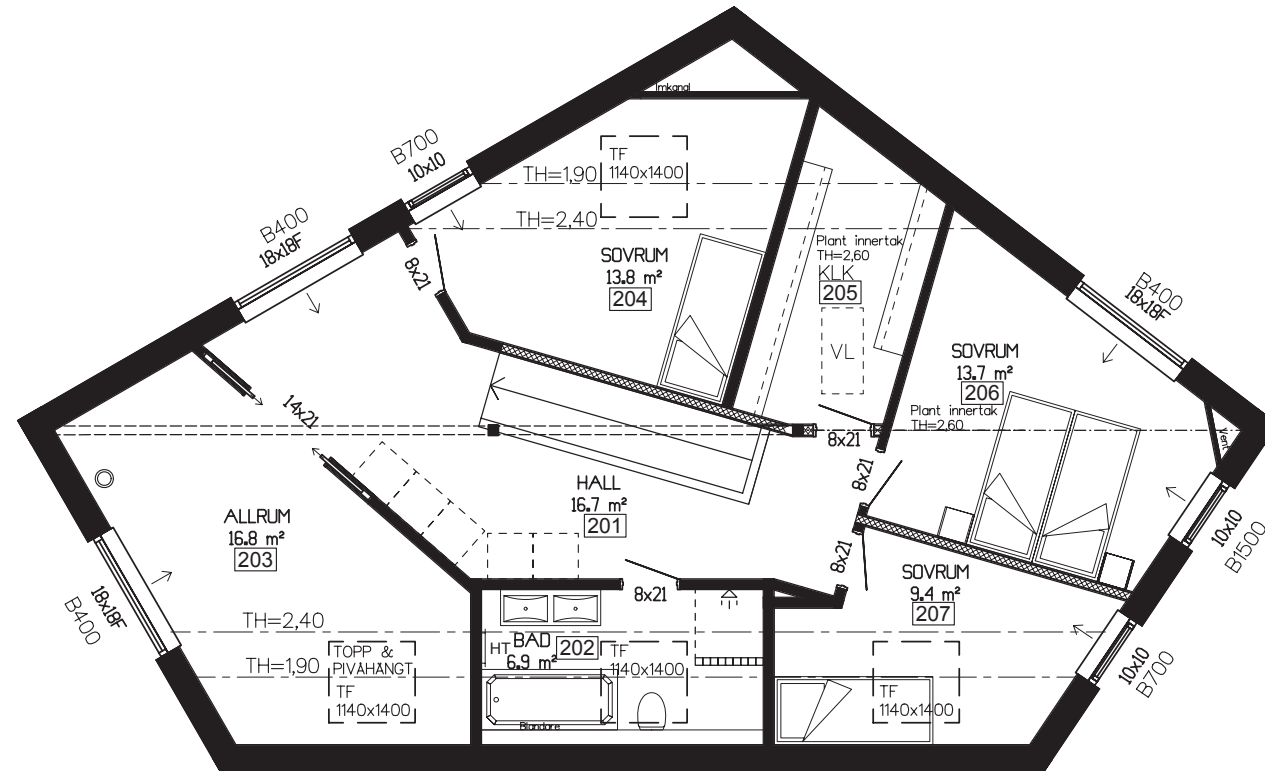 Imkanal
B700
10x10
TF
1140x1400
TH=1,90
TH=2,40
B400
18x18F
8x21
SOVRUM
13.8 m²
204
Plant innertak
TH=2,60
KLK
205
VL
B400
18x18F
SOVRUM
13.7 m²
206
Plant innertak
TH=2,60
14x21
8x21
8x21
Vent
HALL
16.7 m²
201
ALLRUM
16.8 m²
203
10x10
B1500
8x21
SOVRUM
9.4 m²
207
18x18F
B400
8x21
TH=2,40
TH=1,90
TOPP &
PIVÅHÄNGT
TF
1140x1400
HT
BAD
202
6.9 m²
TF
1140x1400
Blandare
TF
1140x1400
10x10
B700